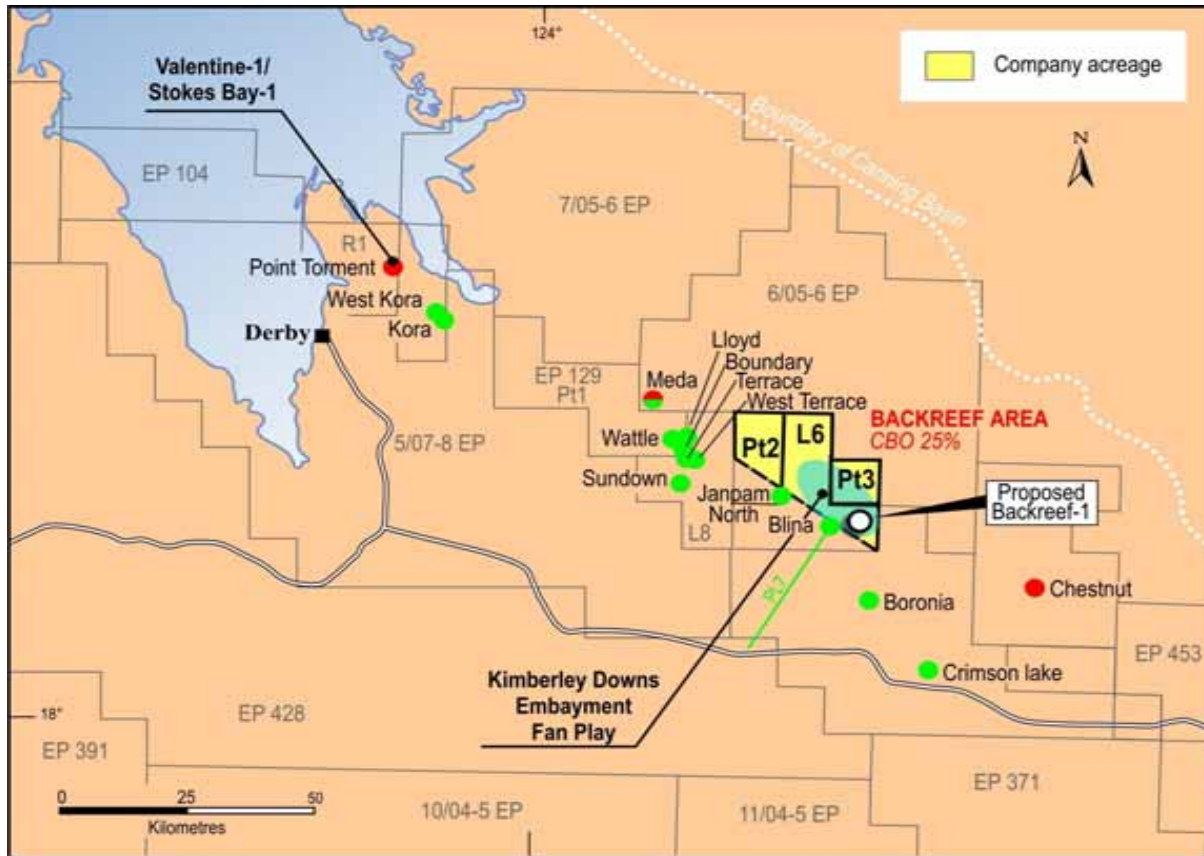 124°
Valentine-1/
Stokes Bay-1
Company acreage
Boundary of Canning Basin
N
EP 104
7/05-6 EP
R1
Point Torment
6/05-6 EP
West Kora
Kora
Derby
Lloyd
Boundary
Terrace
West Terrace
EP 129
Pt1
Meda
BACKREEF AREA
CBO 25%
5/07-8 EP
Wattle
Pt2
L6
Pt3
Sundown
Janpam
North
Proposed
Backreef-1
Blina
L8
PL7
Chestnut
Boronia
EP 453
Crimson lake
Kimberley Downs
Embayment
Fan Play
18°
EP 428
EP 391
EP 371
0 25 50
Kilometres
10/04-5 EP
11/04-5 EP